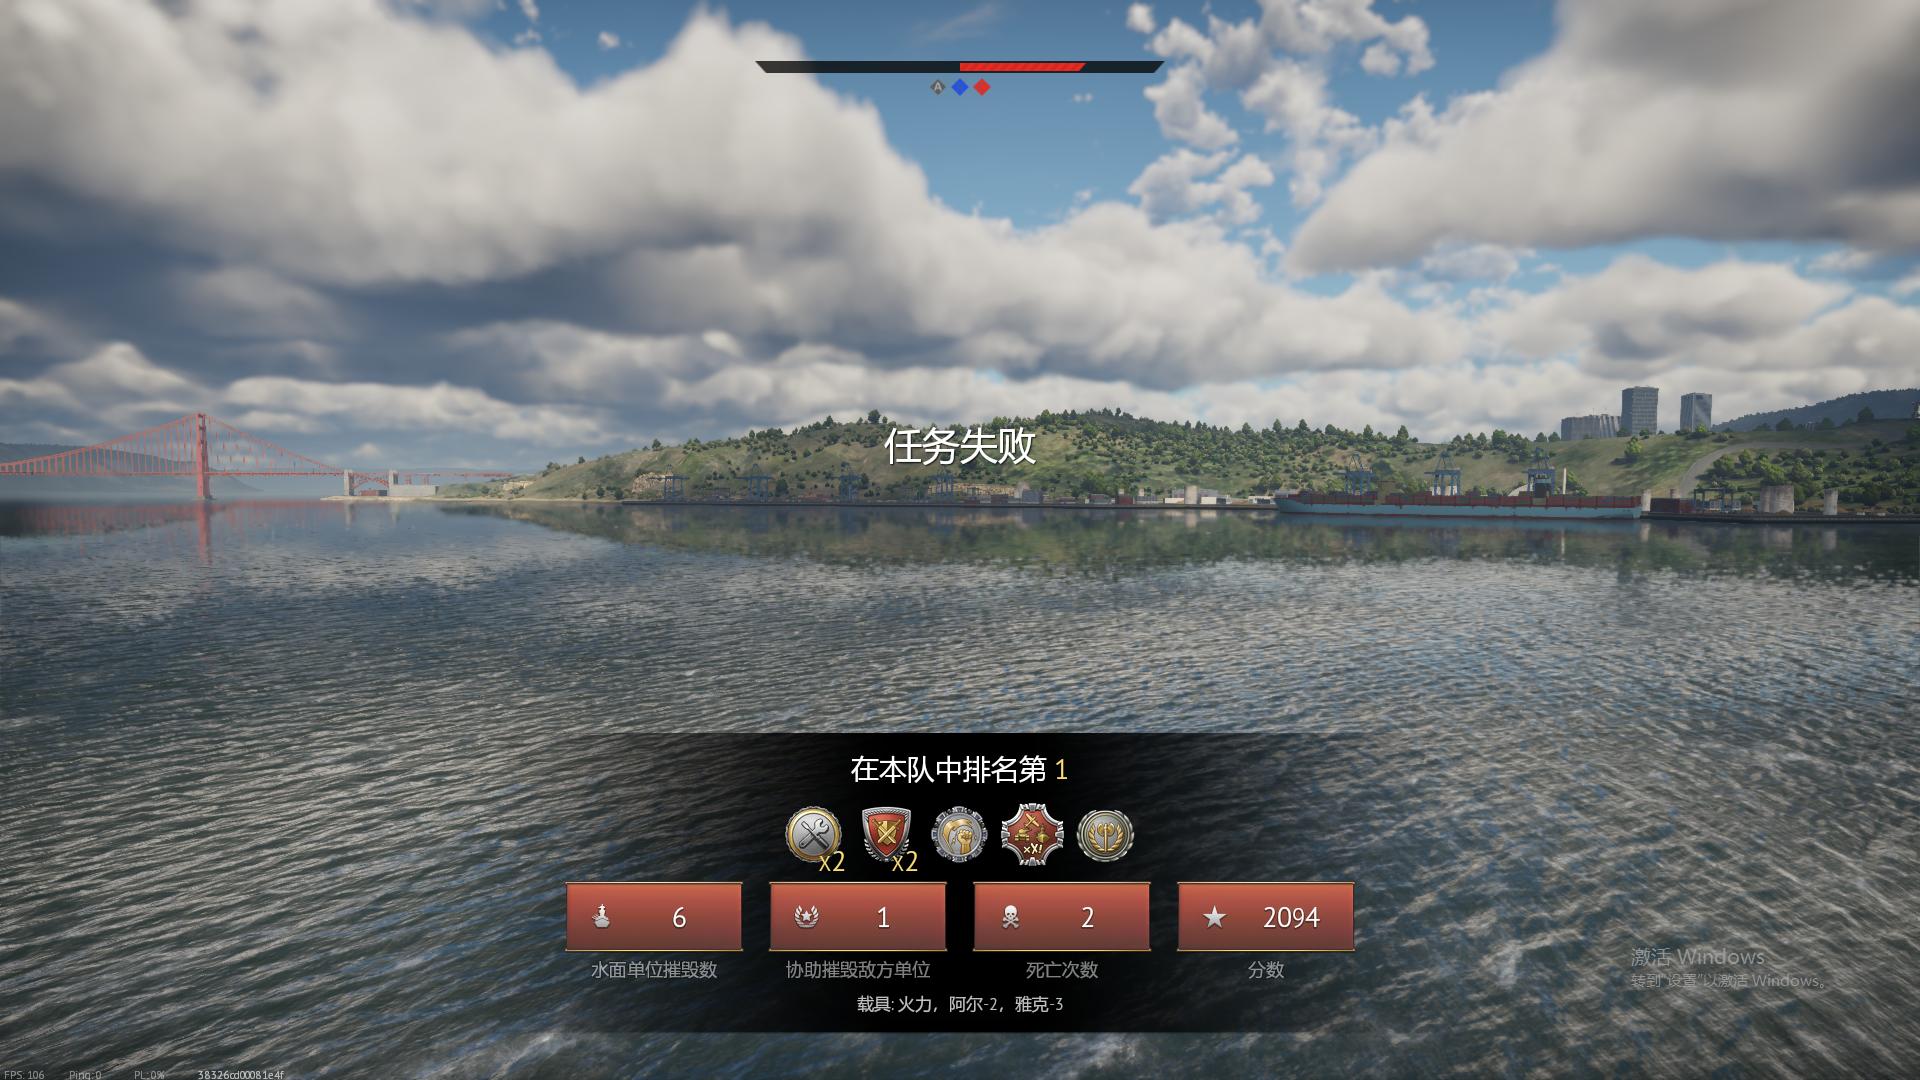 A
任务失败
在本队中排名第 1
x2
x2
xX!
6
1
2
2094
水面单位摧毁数
协助摧毁敌方单位
死亡次数
分数
载具: 火力，阿尔-2，雅克-3
激活 Windows
转到"设置"以激活 Windows。
FPS: 106 Ping: 0 PL: 0% 38326cd00081e4f